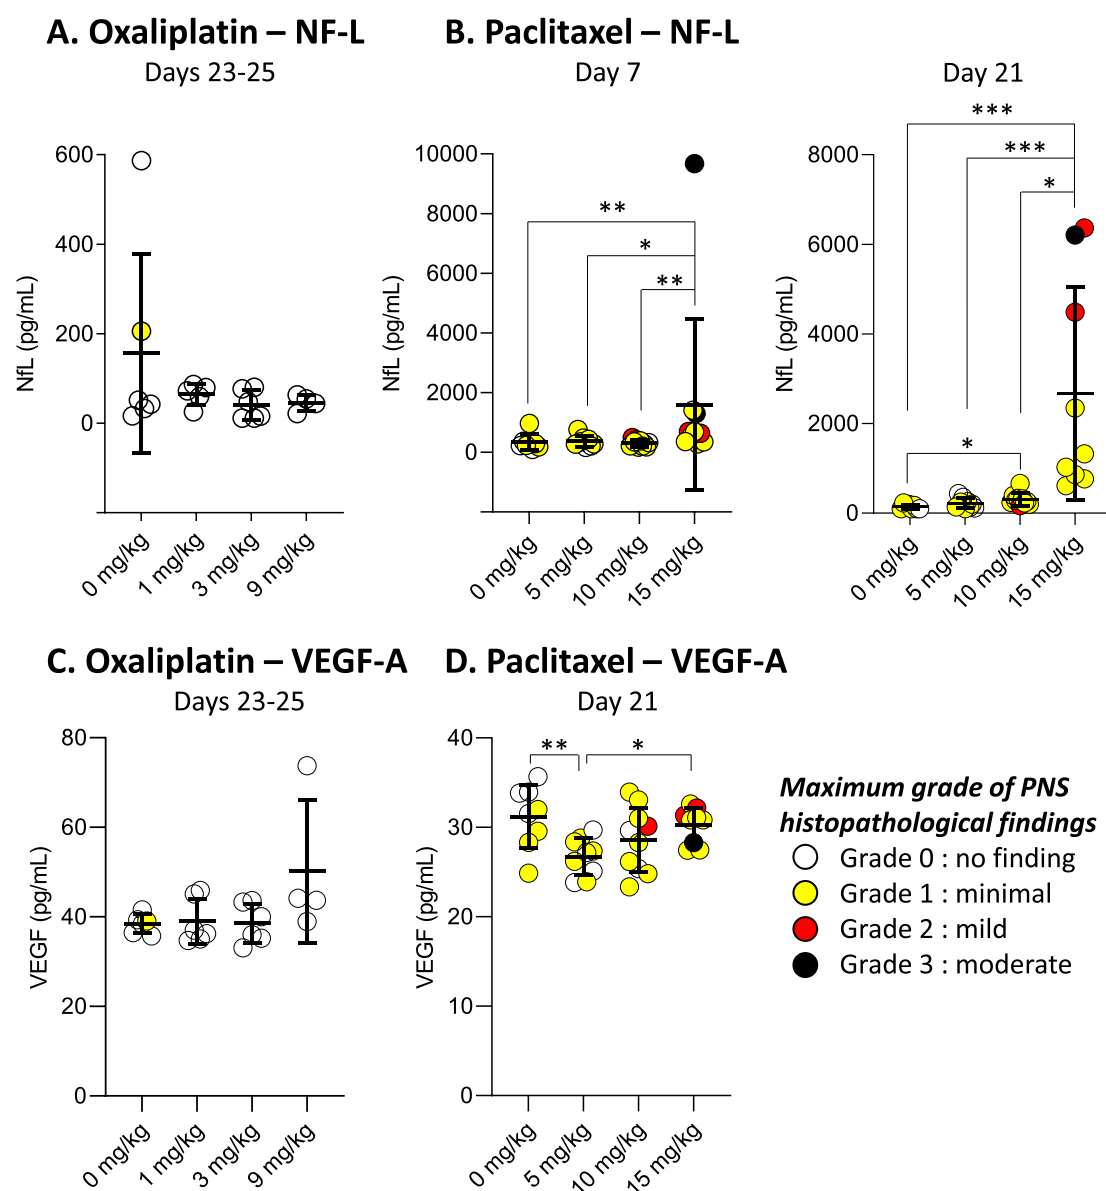 A. Oxaliplatin – NF-L
Days 23-25
NfL (pg/mL)
600
400
200
0
0 mg/kg
1 mg/kg
3 mg/kg
9 mg/kg
B. Paclitaxel – NF-L
Day 7
NfL (pg/mL)
10000
8000
6000
4000
2000
0
**
*
**
0 mg/kg
5 mg/kg
10 mg/kg
15 mg/kg
Day 21
NfL (pg/mL)
8000
6000
4000
2000
0
***
***
*
*
0 mg/kg
5 mg/kg
10 mg/kg
15 mg/kg
C. Oxaliplatin – VEGF-A
Days 23-25
VEGF (pg/mL)
80
60
40
20
0
0 mg/kg
1 mg/kg
3 mg/kg
9 mg/kg
D. Paclitaxel – VEGF-A
Day 21
VEGF (pg/mL)
40
30
20
10
0
**
*
0 mg/kg
5 mg/kg
10 mg/kg
15 mg/kg
Maximum grade of PNS
histopathological findings
Grade 0 : no finding
Grade 1 : minimal
Grade 2 : mild
Grade 3 : moderate